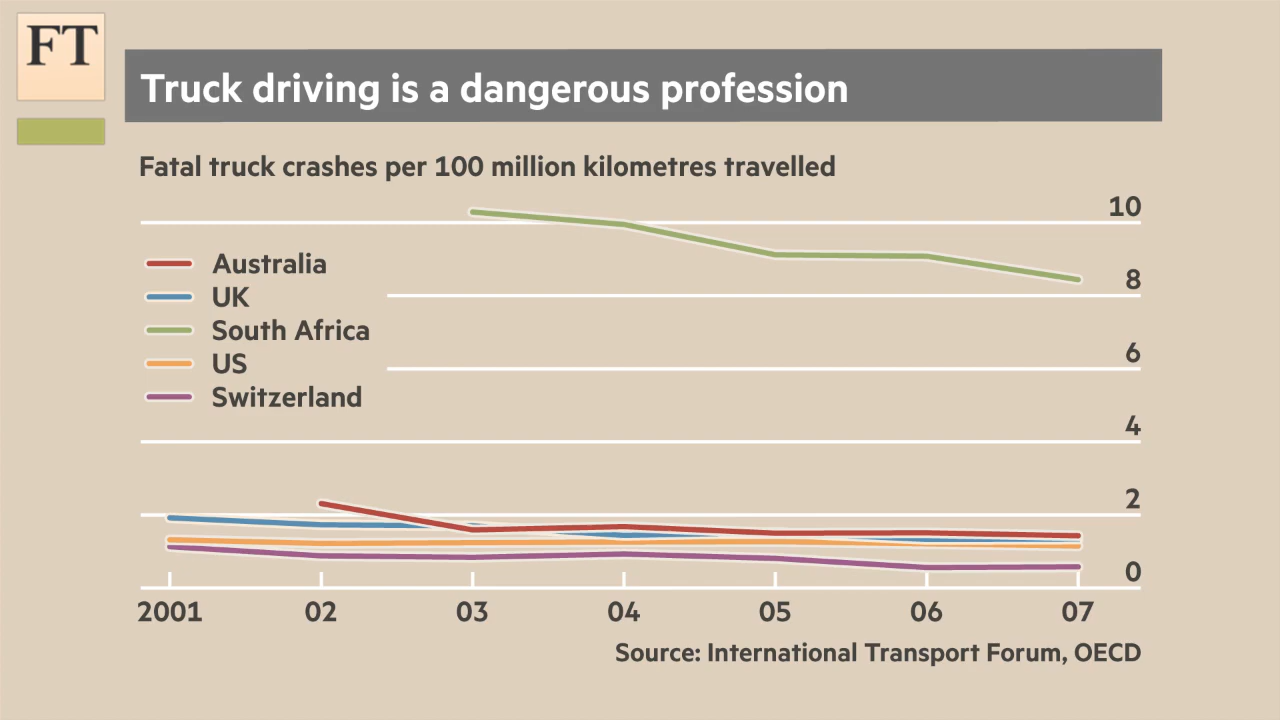 FT
Truck driving is a dangerous profession
Fatal truck crashes per 100 million kilometres travelled
10
Australia
8
UK
South Africa
6
US
Switzerland
4
2
0
2001 02 03 04 05 06 07
Source: International Transport Forum, OECD